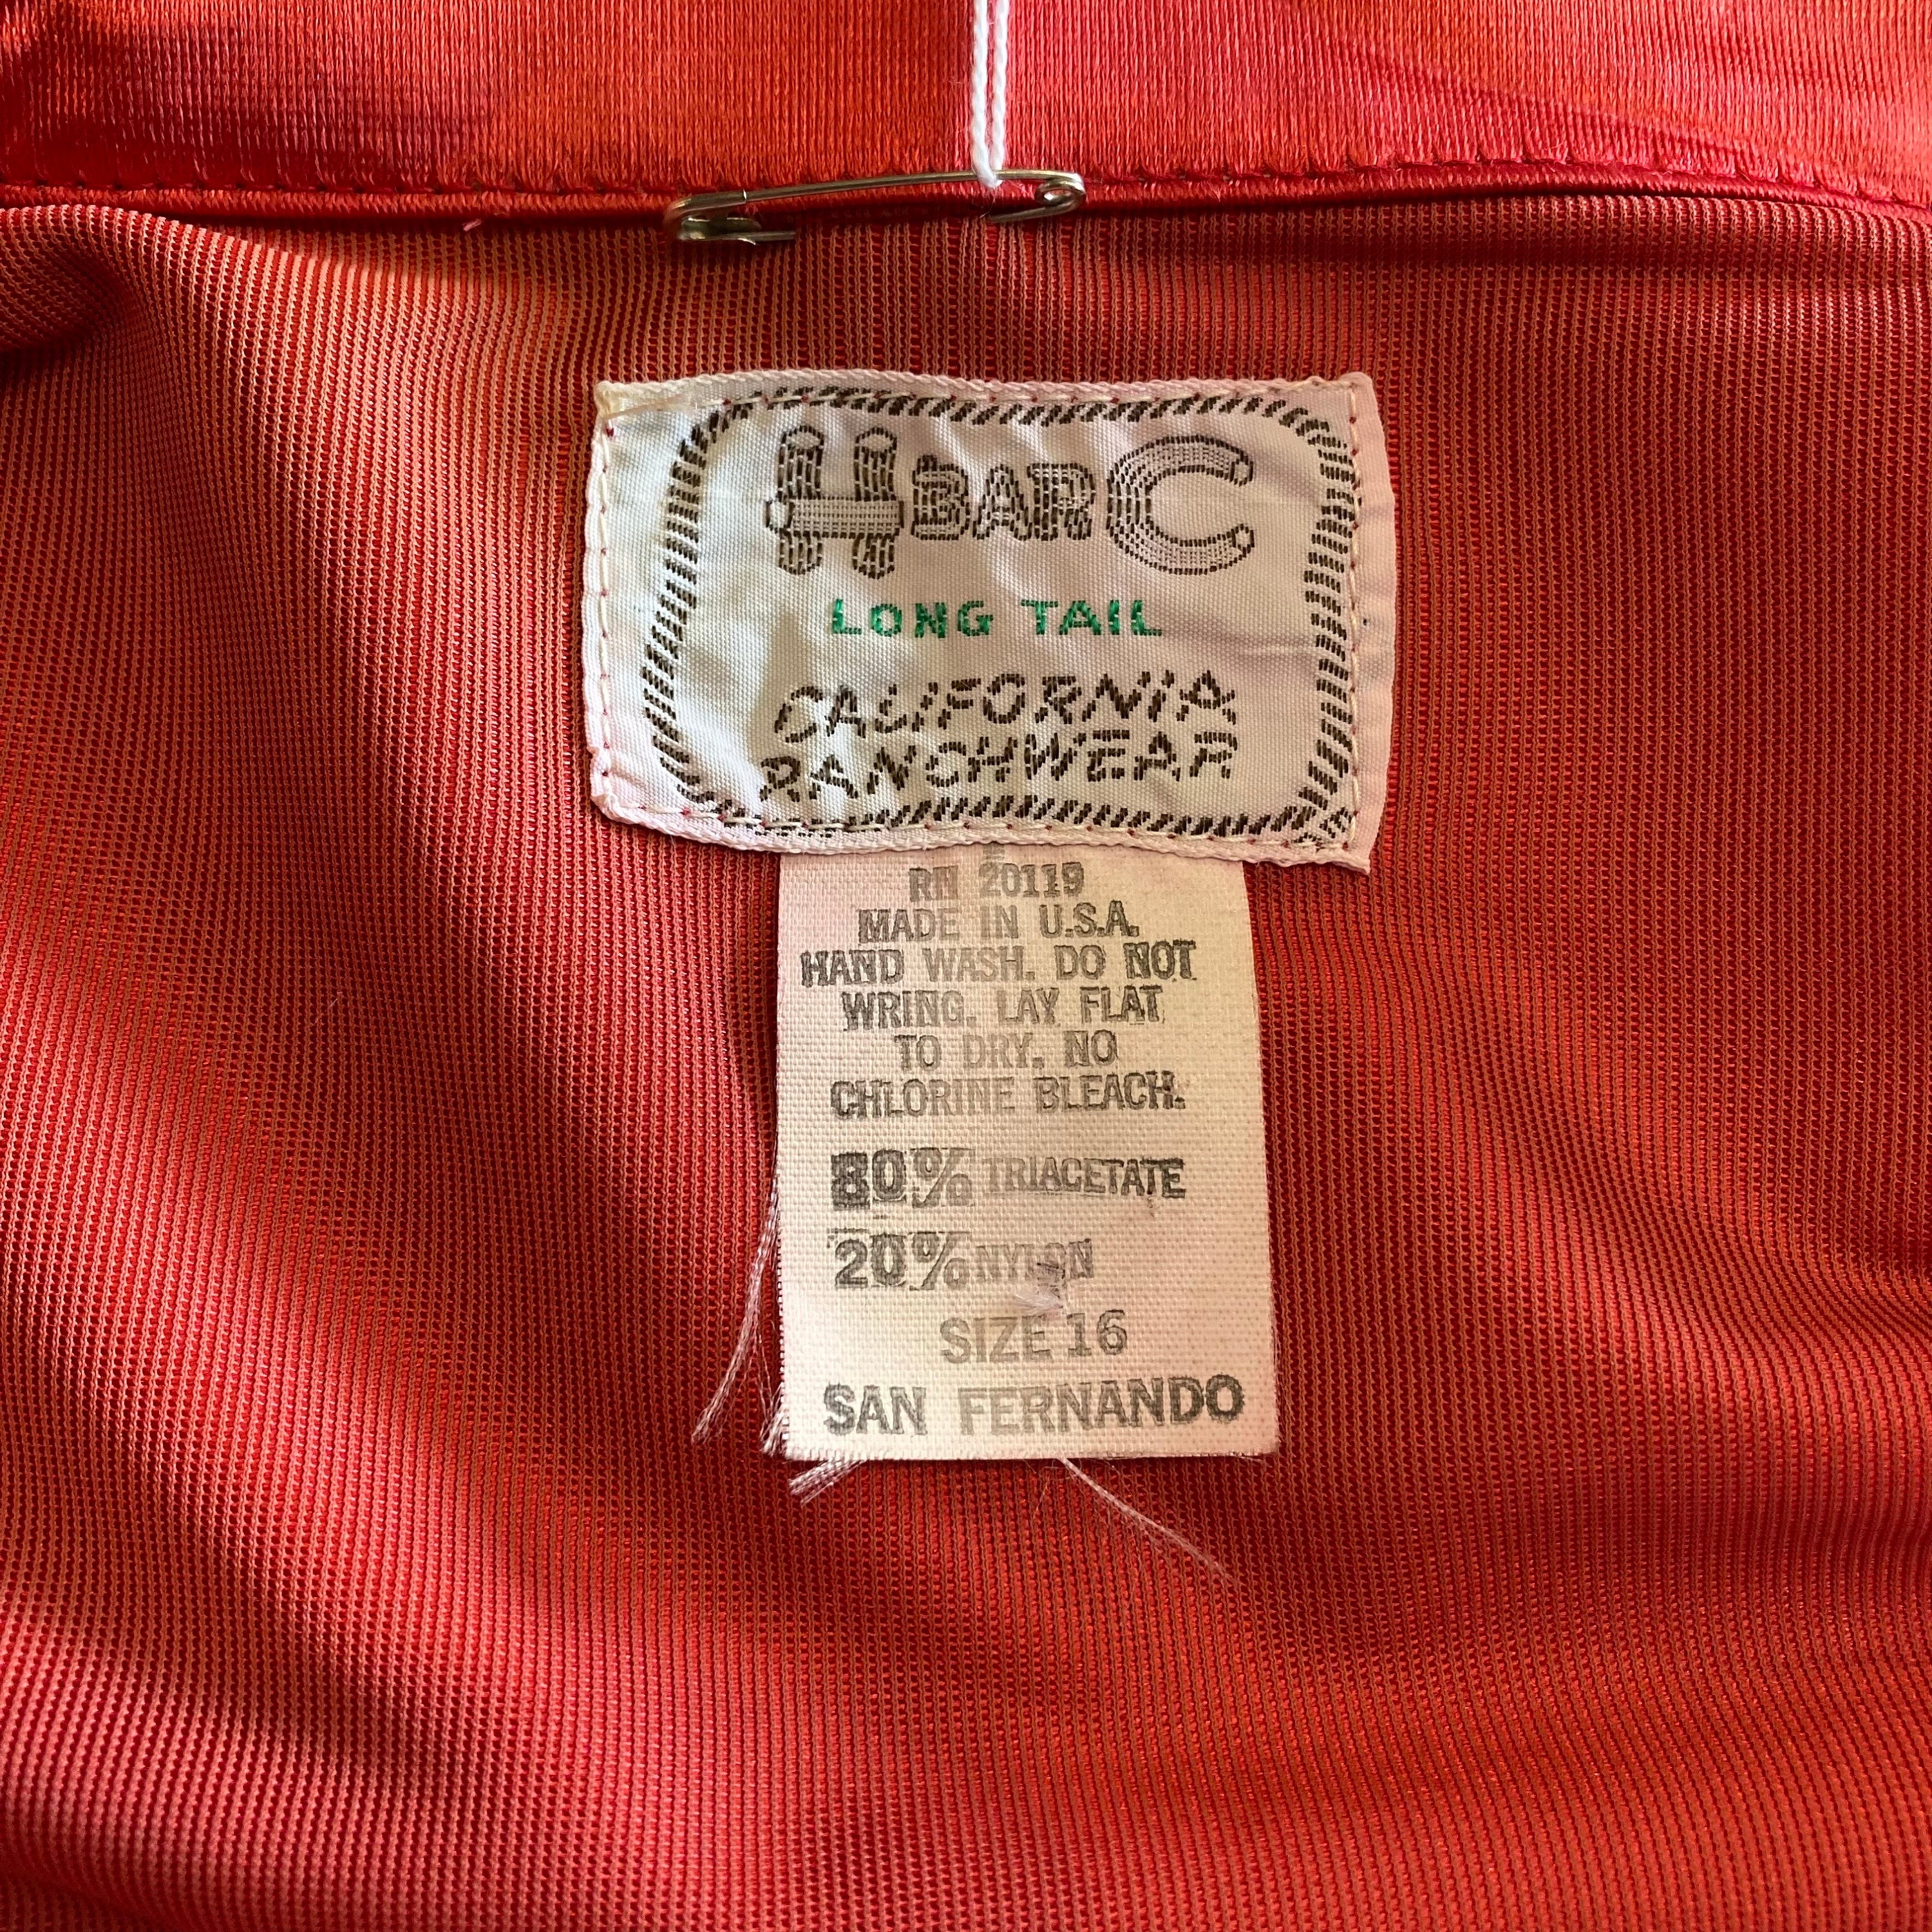 H BAR C
LONG TAIL
CALIFORNIA
RANCHWEAR
RN 20119
MADE IN U.S.A.
HAND WASH. DO NOT
WRING. LAY FLAT
TO DRY. NO
CHLORINE BLEACH.
80% TRIACETATE
20% NYLON
SIZE 16
SAN FERNANDO